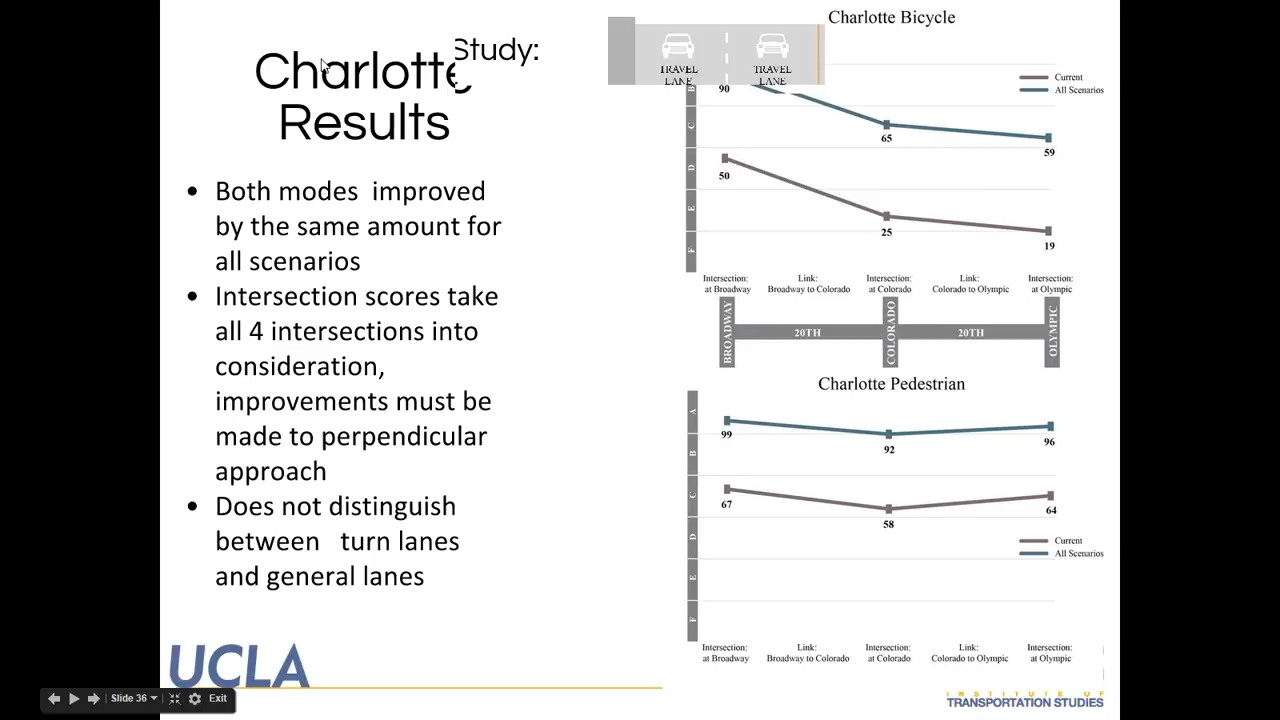 Study:
Charlotte
Results
• Both modes improved
by the same amount for
all scenarios
• Intersection scores take
all 4 intersections into
consideration,
improvements must be
made to perpendicular
approach
• Does not distinguish
between turn lanes
and general lanes
UCLA
Slide 36
Exit
Charlotte Bicycle
TRAVEL LANE
TRAVEL LANE
Current
All Scenarios
B
C
D
E
F
90
65
59
50
25
19
Intersection: at Broadway
Link: Broadway to Colorado
Intersection: at Colorado
Link: Colorado to Olympic
Intersection: at Olympic
BROADWAY
20TH
COLORADO
20TH
OLYMPIC
Charlotte Pedestrian
A
B
C
D
E
F
99
92
96
67
58
64
Current
All Scenarios
Intersection: at Broadway
Link: Broadway to Colorado
Intersection: at Colorado
Link: Colorado to Olympic
Intersection: at Olympic
INSTITUTE OF
TRANSPORTATION STUDIES